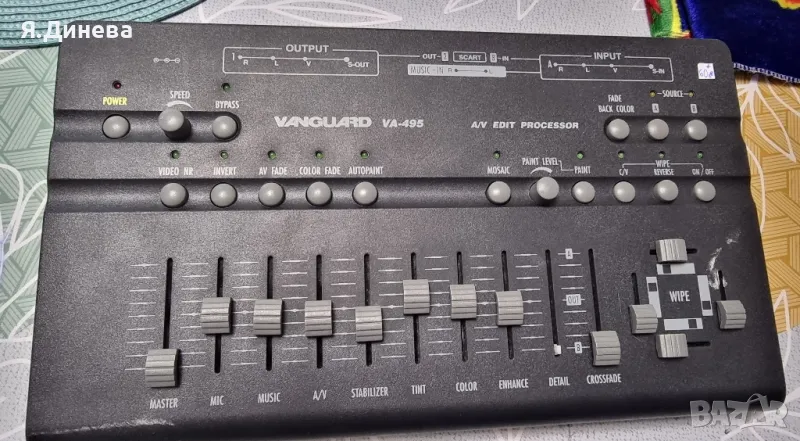 Я.Динева
OUTPUT
1 R L V S-OUT
OUT SCART S-IN
MUSIC-IN R L
INPUT
A R L V S-IN
POWER
SPEED
BYPASS
VANGUARD VA-495
A/V EDIT PROCESSOR
FADE
BACK COLOR
SOURCE
A B
VIDEO NR
INVERT
AV FADE
COLOR FADE
AUTOPAINT
MOSAIC
PAINT LEVEL
PAINT
WIPE
C/V REVERSE ON / OFF
OUT
WIPE
MASTER
MIC
MUSIC
A/V
STABILIZER
TINT
COLOR
ENHANCE
DETAIL
CROSSFADE
BAZAR